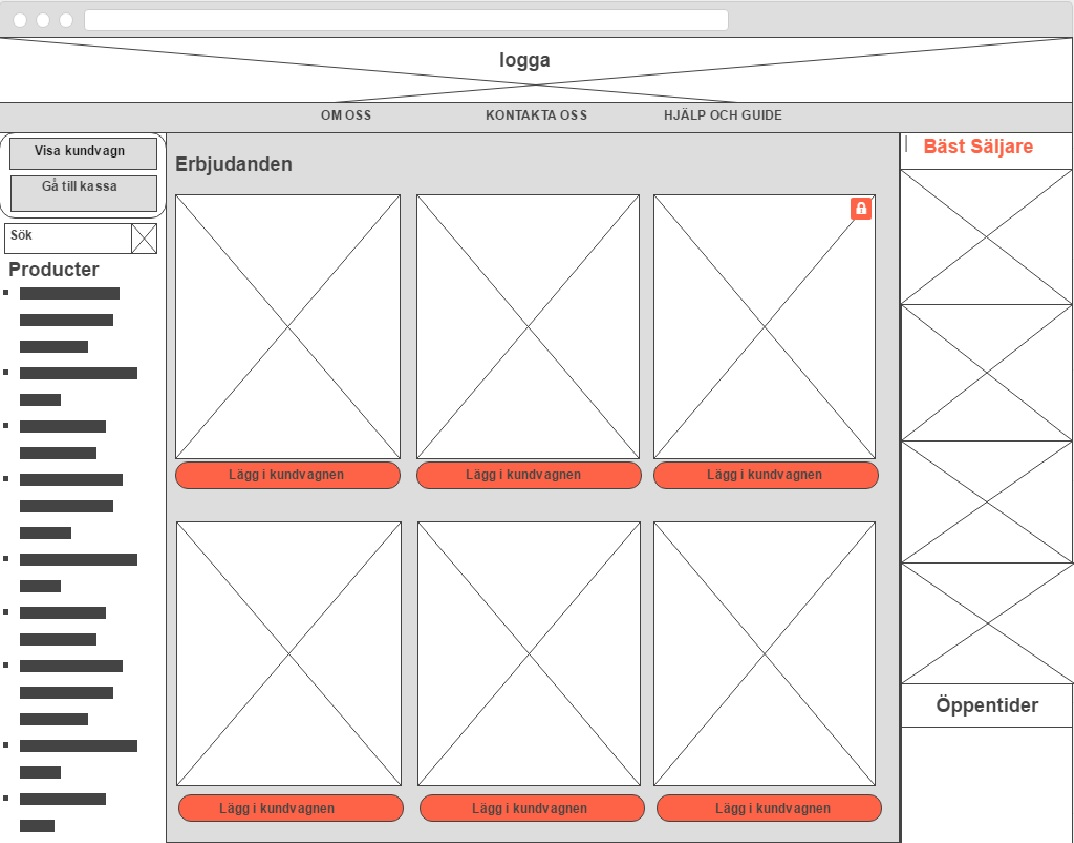 logga
OM OSS
KONTAKTA OSS
HJÄLP OCH GUIDE
Visa kundvagn
Gå till kassa
Sök
Producter
Erbjudanden
Lägg i kundvagnen
Lägg i kundvagnen
Lägg i kundvagnen
Lägg i kundvagnen
Lägg i kundvagnen
Lägg i kundvagnen
Bäst Säljare
Öppentider